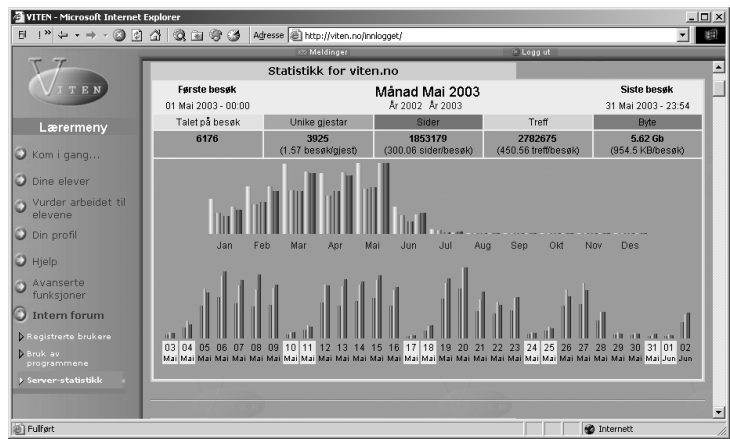 VITEN - Microsoft Internet Explorer
Adresse http://viten.no/innlogget/
Meldinger Logg ut
VITEN
Lærermeny
Kom i gang...
Dine elever
Vurder arbeidet til
elevene
Din profil
Hjelp
Avanserte
funksjoner
Intern forum
Registrerte brukere
Bruk av
programmene
Server-statistikk
Statistikk for viten.no
Første besøk Månad Mai 2003 Siste besøk
01 Mai 2003 - 00:00 År 2002 År 2003 31 Mai 2003 - 23:54
Talet på besøk Unike gjestar Sider Treff Byte
6176 3925 1853179 2782675 5.62 Gb
(1.57 besøk/gjest) (300.06 sider/besøk) (450.56 treff/besøk) (954.5 KB/besøk)
Jan Feb Mar Apr Mai Jun Jul Aug Sep Okt Nov Des
03 04 05 06 07 08 09 10 11 12 13 14 15 16 17 18 19 20 21 22 23 24 25 26 27 28 29 30 31 01 02
Mai Mai Mai Mai Mai Mai Mai Mai Mai Mai Mai Mai Mai Mai Mai Mai Mai Mai Mai Mai Mai Mai Mai Mai Mai Mai Mai Mai Mai Jun Jun
Fullført Internett